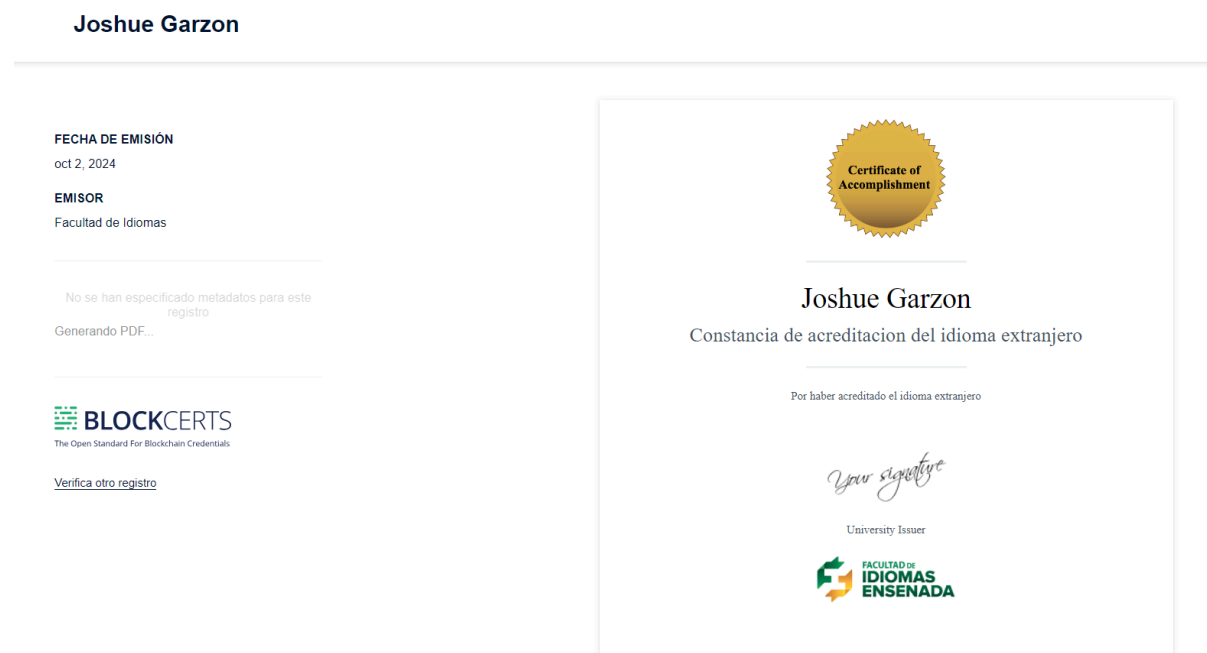 Joshue Garzon
FECHA DE EMISIÓN
oct 2, 2024
EMISOR
Facultad de Idiomas
No se han especificado metadatos para este
registro
Generando PDF...
BLOCKCERTS
The Open Standard For Blockchain Credentials
Verifica otro registro
Certificate of
Accomplishment
Joshue Garzon
Constancia de acreditacion del idioma extranjero
Por haber acreditado el idioma extranjero
Your signature
University Issuer
FACULTAD DE
IDIOMAS
ENSENADA